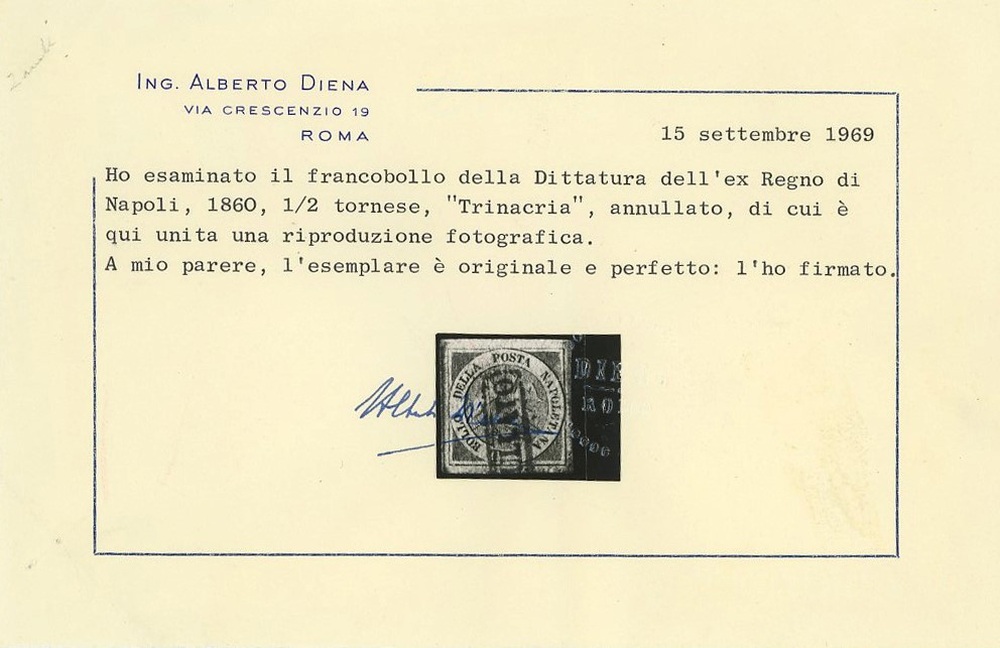 ING. ALBERTO DIENA
VIA CRESCENZIO 19
ROMA
15 settembre 1969
Ho esaminato il francobollo della Dittatura dell'ex Regno di
Napoli, 1860, 1/2 tornese, "Trinacria", annullato, di cui è
qui unita una riproduzione fotografica.
A mio parere, l'esemplare è originale e perfetto: l'ho firmato.
BOLLO DELLA POSTA NAPOLETANA